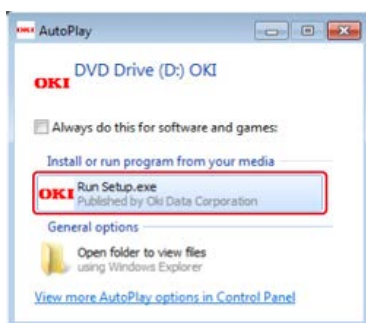 OKI AutoPlay
DVD Drive (D:) OKI
OKI
Always do this for software and games:
Install or run program from your media
OKI Run Setup.exe
Published by Oki Data Corporation
General options
Open folder to view files
using Windows Explorer
View more AutoPlay options in Control Panel